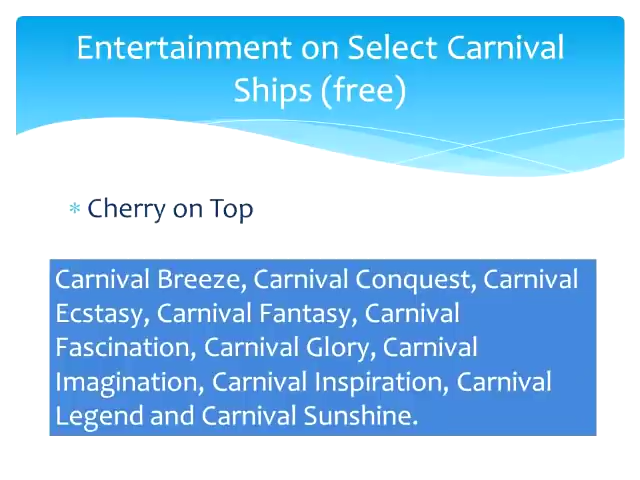 Entertainment on Select Carnival
Ships (free)
* Cherry on Top
Carnival Breeze, Carnival Conquest, Carnival
Ecstasy, Carnival Fantasy, Carnival
Fascination, Carnival Glory, Carnival
Imagination, Carnival Inspiration, Carnival
Legend and Carnival Sunshine.